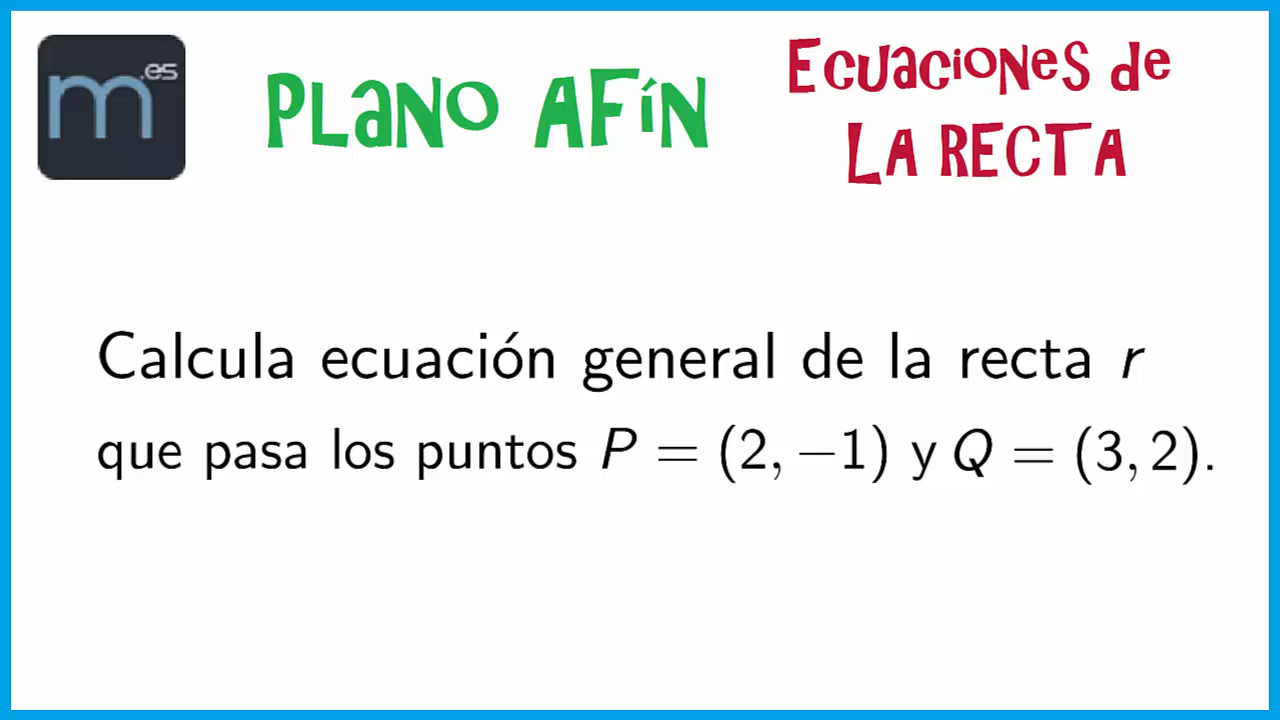 m.es
PLANO AFÍN
ECUACIONES de
LA RECTA
Calcula ecuación general de la recta r
que pasa los puntos P = (2, −1) y Q = (3, 2).